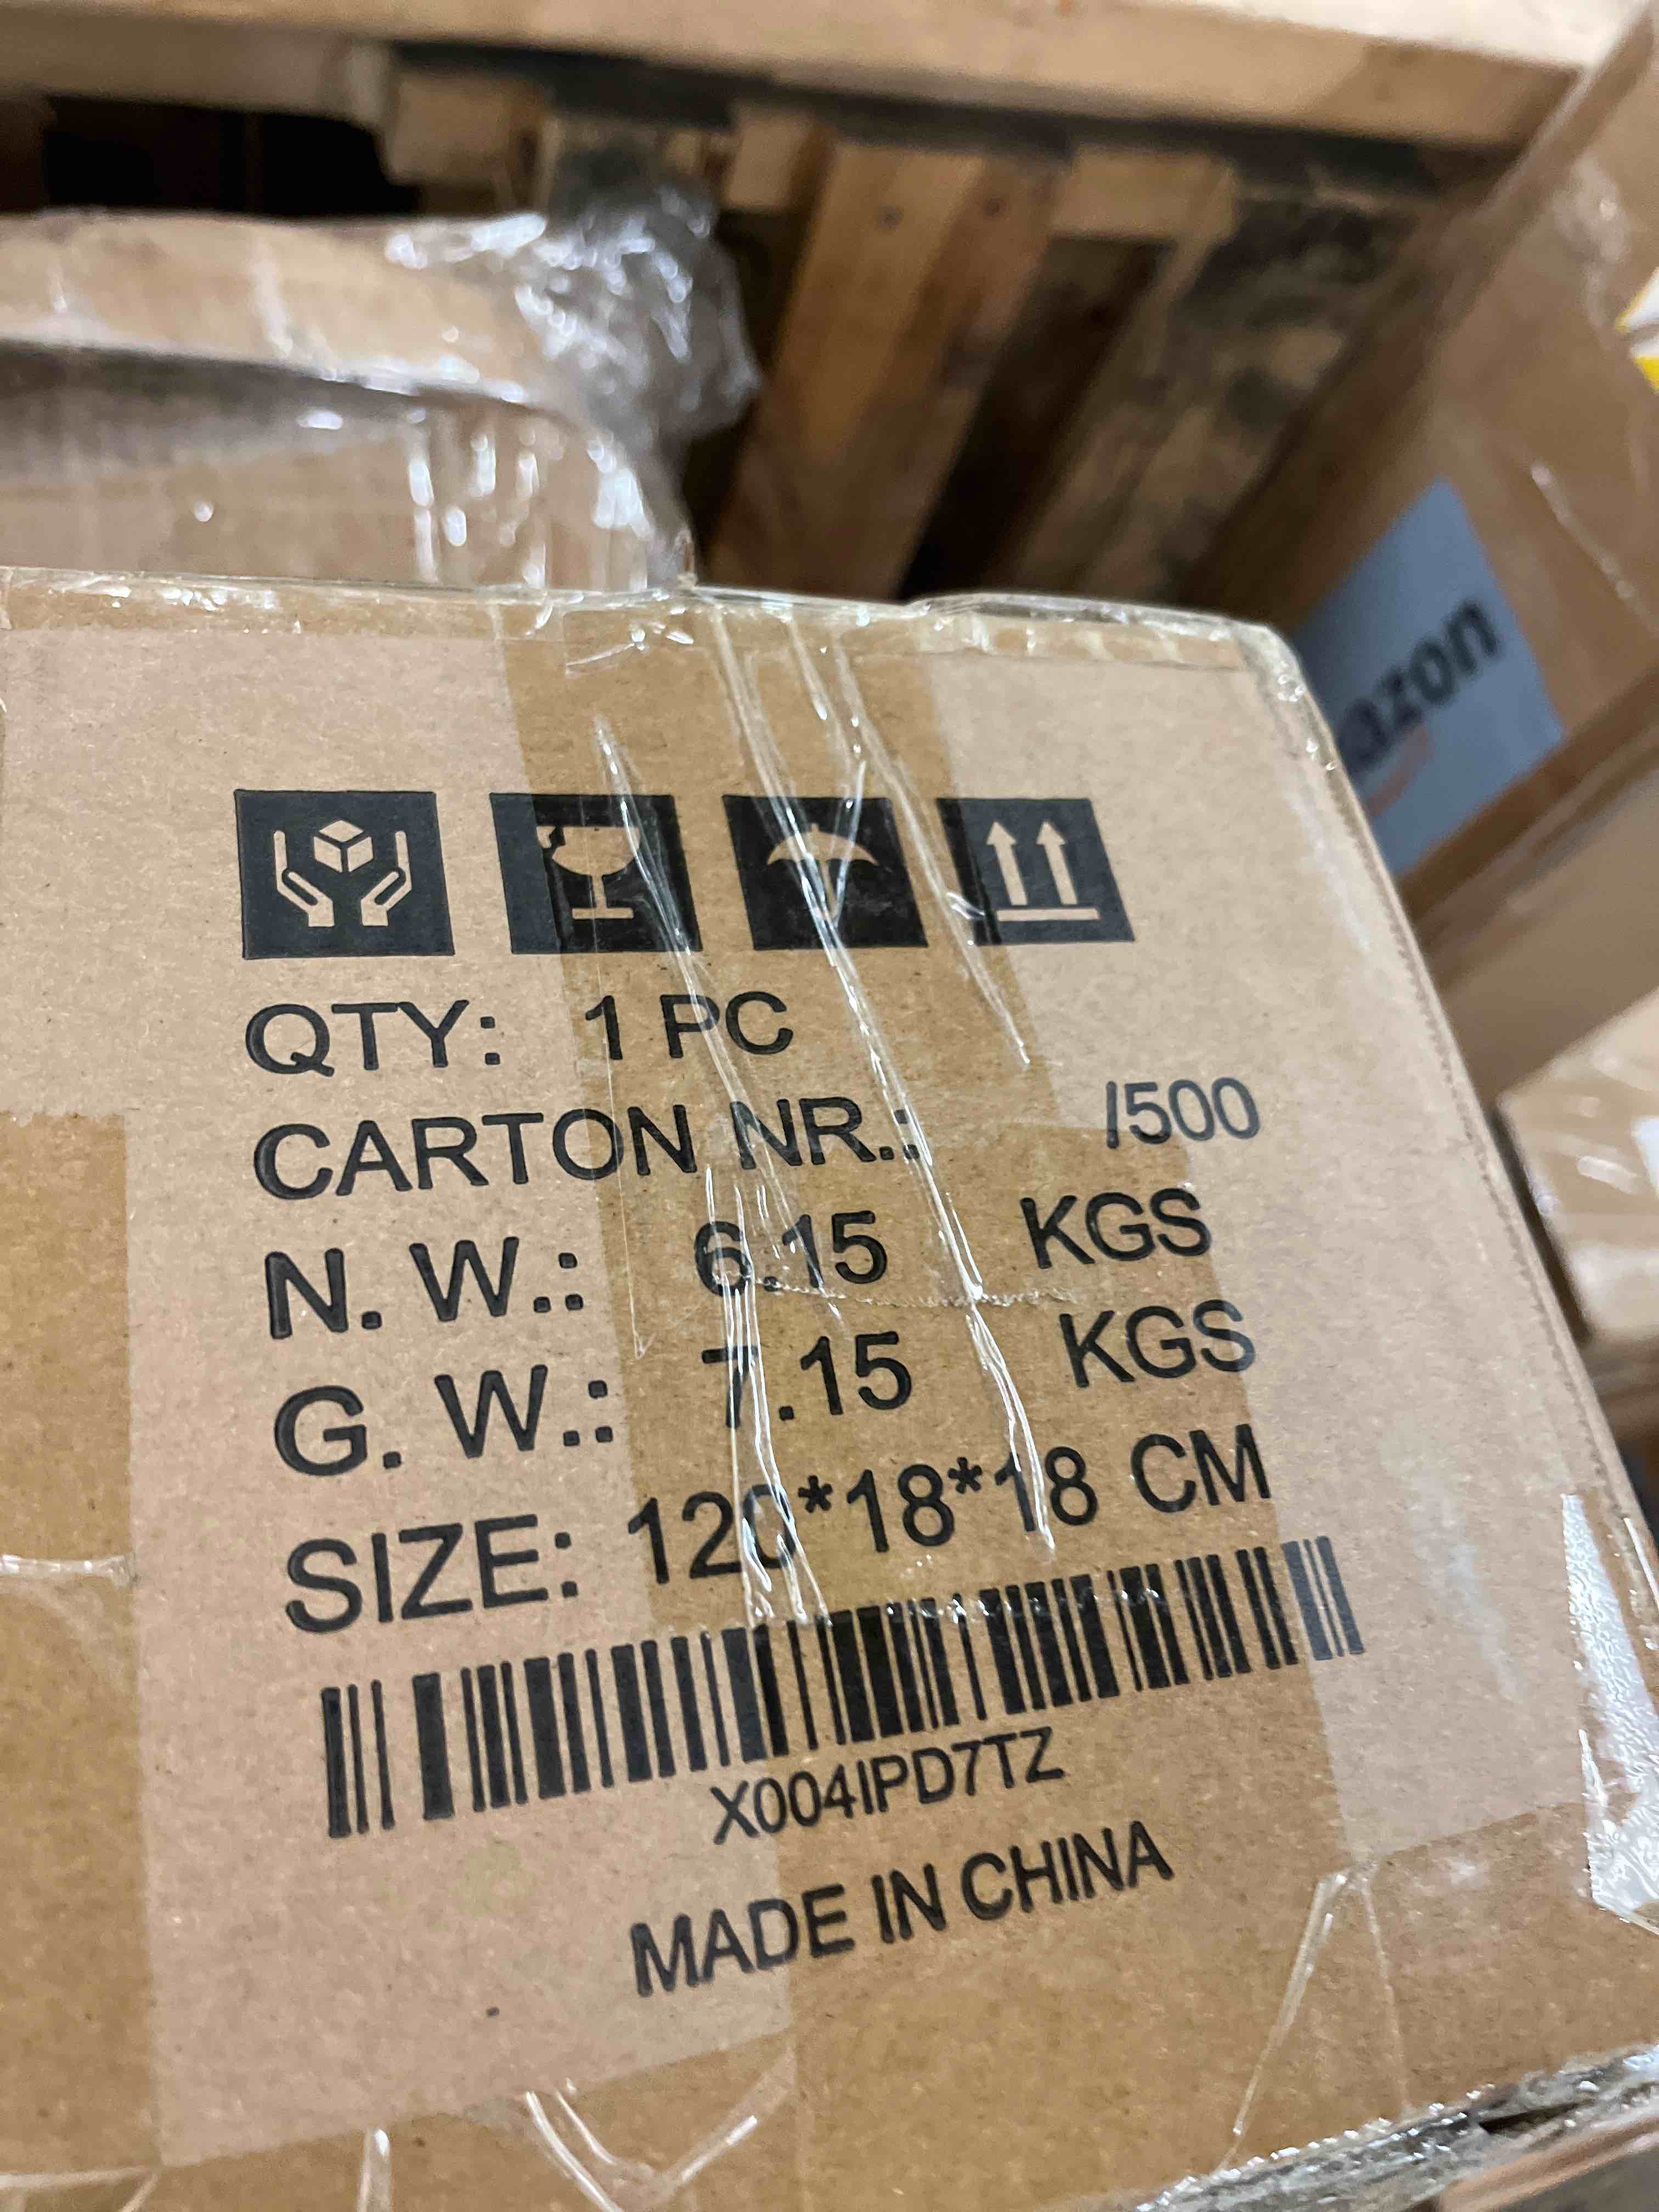 azon
QTY: 1 PC
CARTON NR.: /500
N. W.: 6.15 KGS
G. W.: 7.15 KGS
SIZE: 120*18*18 CM
X004IPD7TZ
MADE IN CHINA